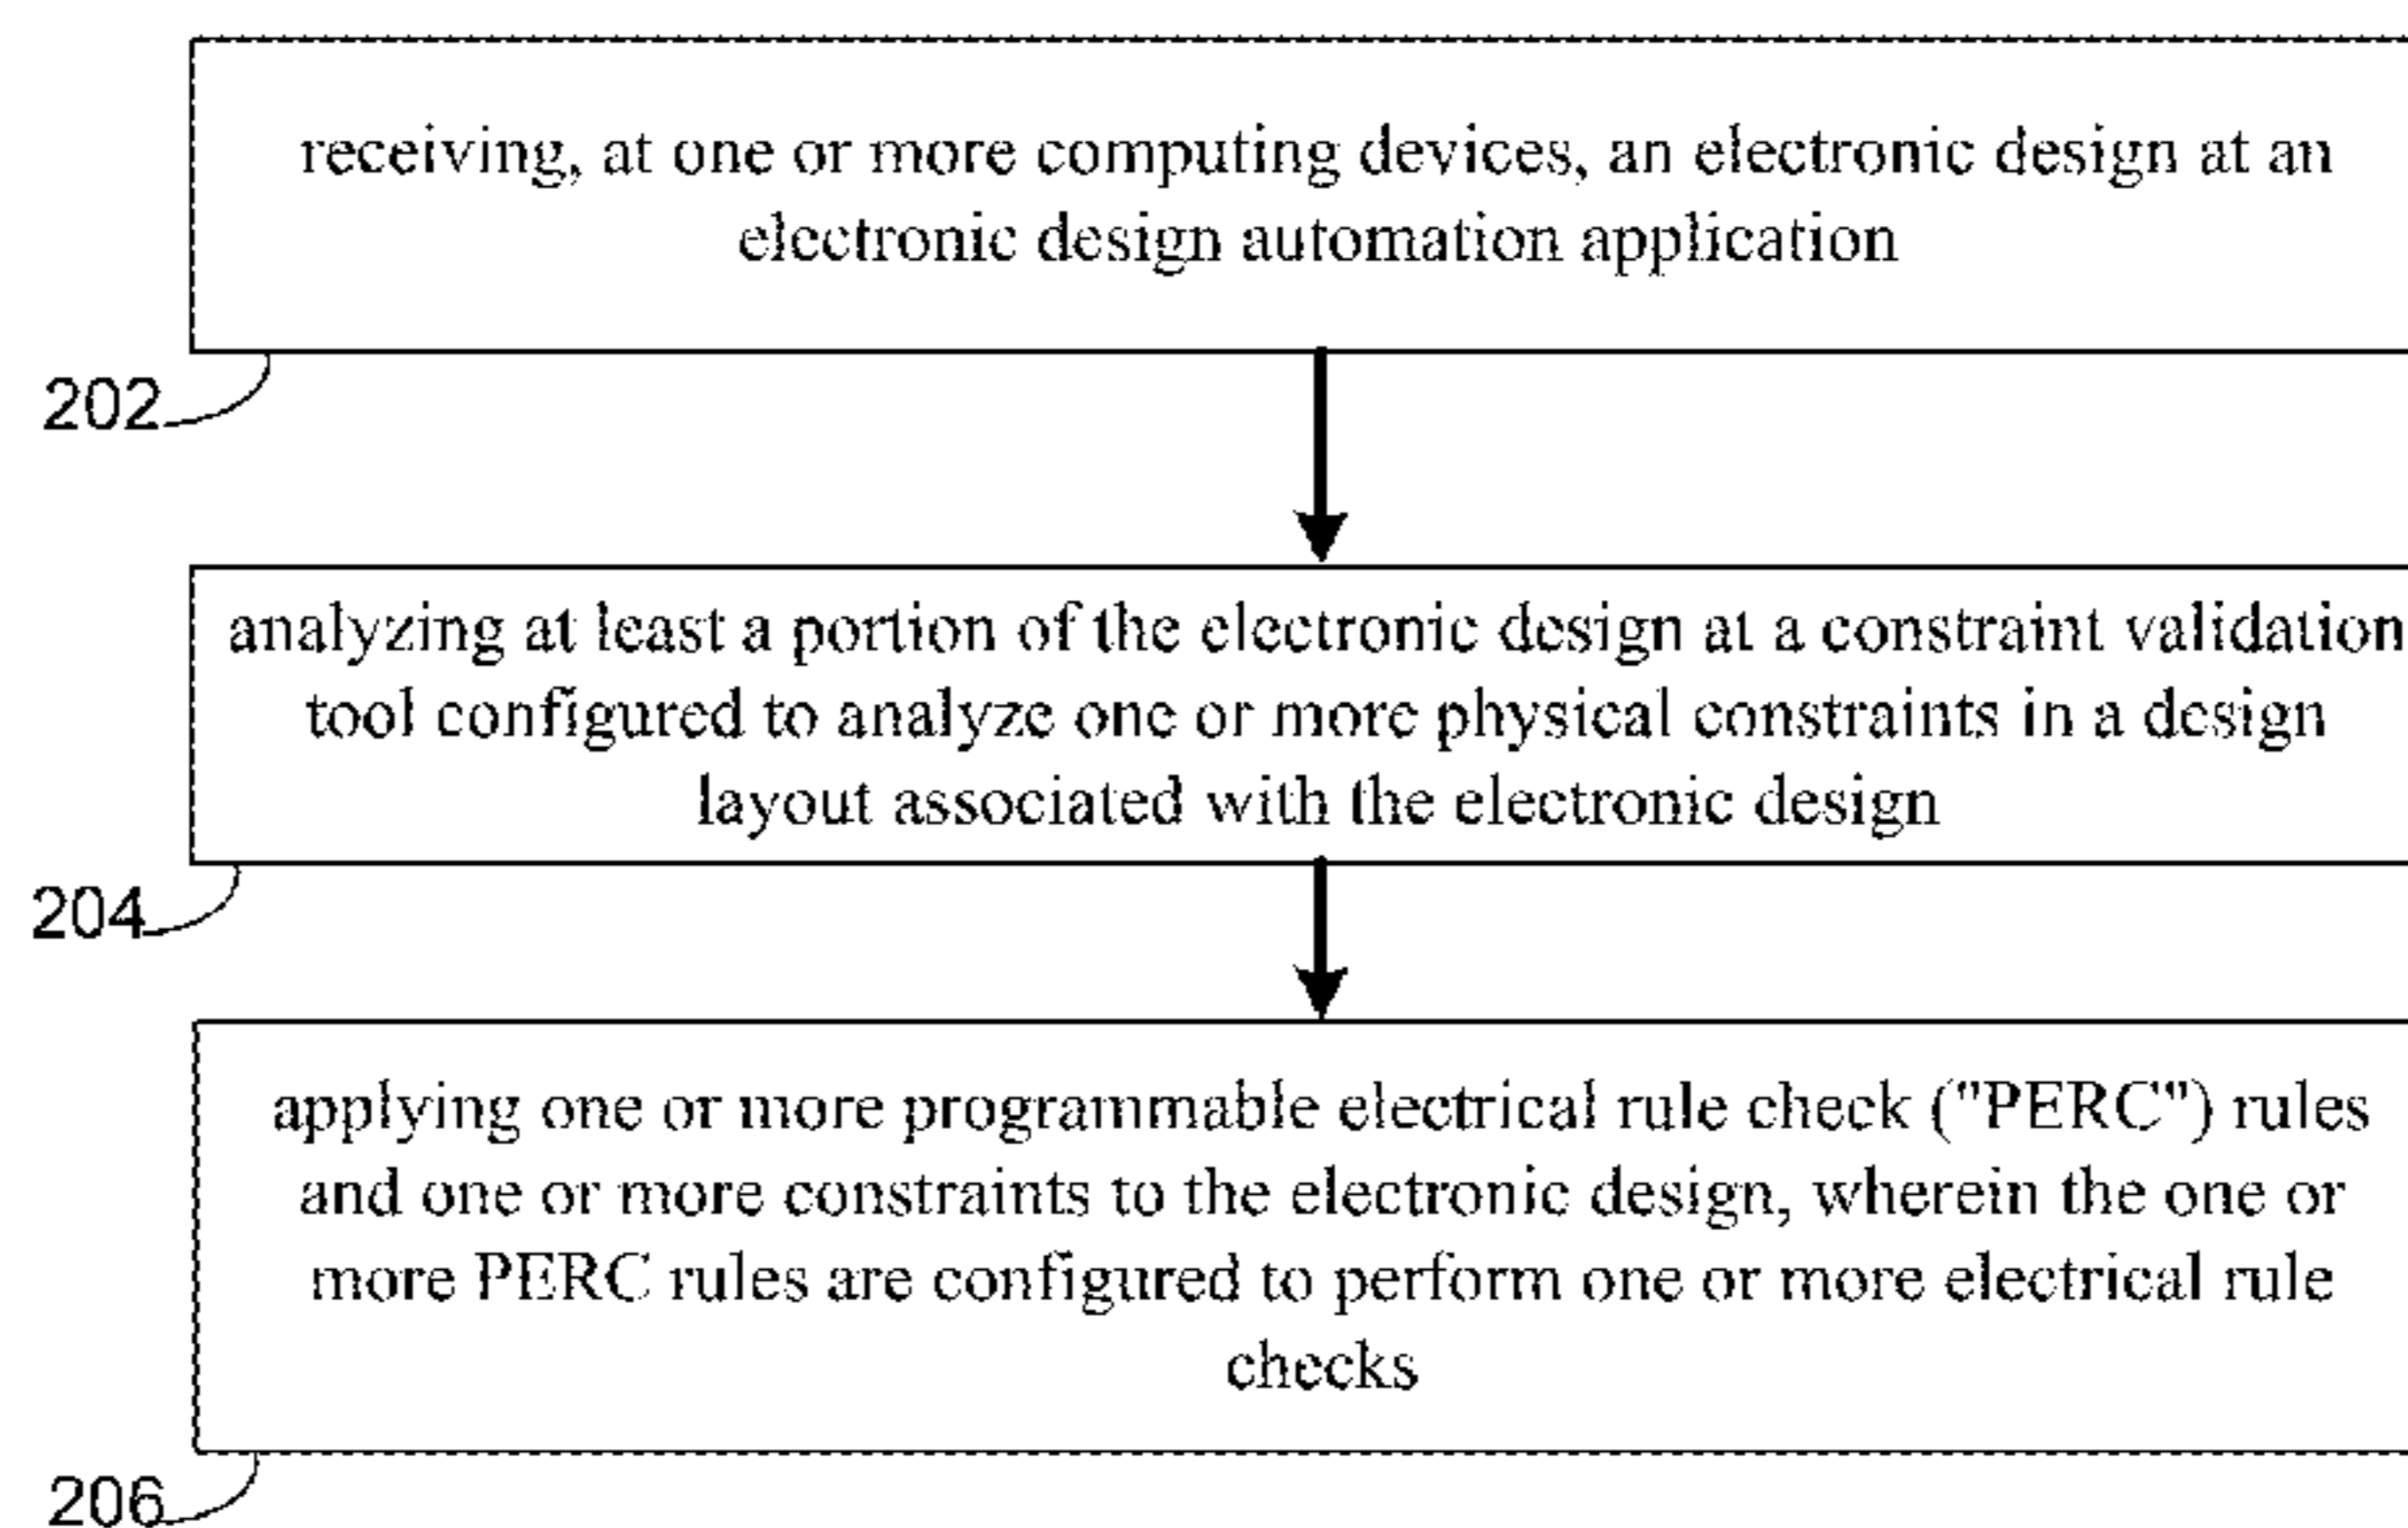 receiving, at one or more computing devices, an electronic design at an
electronic design automation application
202
analyzing at least a portion of the electronic design at a constraint validation
tool configured to analyze one or more physical constraints in a design
layout associated with the electronic design
204
applying one or more programmable electrical rule check ("PERC") rules
and one or more constraints to the electronic design, wherein the one or
more PERC rules are configured to perform one or more electrical rule
checks
206